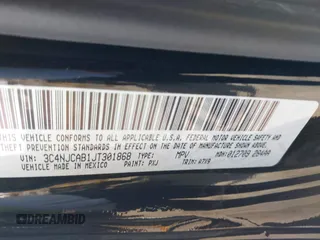 THIS VEHICLE CONFORMS TO ALL APPLICABLE U.S.A. FEDERAL MOTOR VEHICLE SAFETY AND
THEFT PREVENTION STANDARDS IN EFFECT ON THE DATE OF MANUFACTURE SHOWN ABOVE.
VIN: 3C4NJCAB1JT301868 TYPE: MPV
VEHICLE MADE IN MEXICO PAINT: PXJ TRIM:
DREAMBID